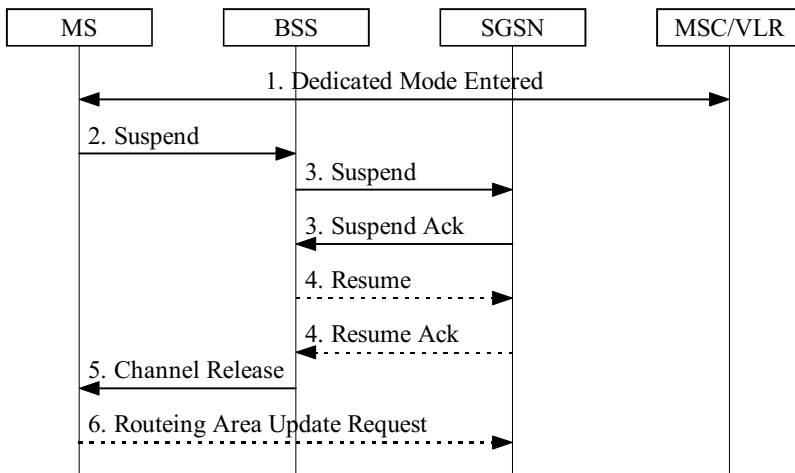 MS BSS SGSN MSC/VLR
1. Dedicated Mode Entered
2. Suspend
3. Suspend
3. Suspend Ack
4. Resume
4. Resume Ack
5. Channel Release
6. Routeing Area Update Request